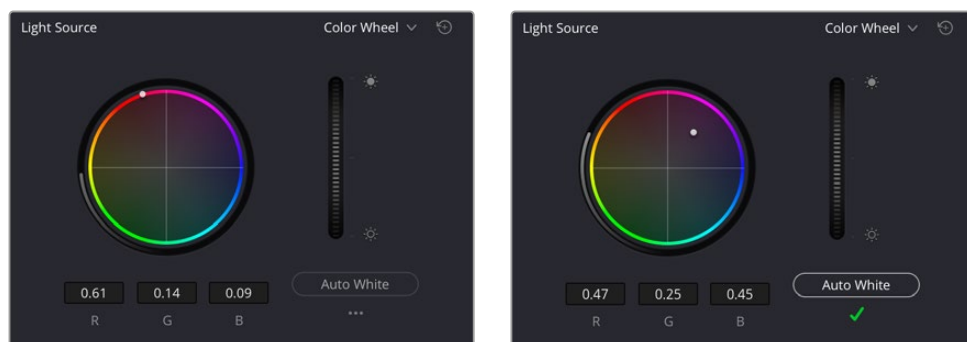 Light Source Color Wheel
0.61 0.14 0.09 Auto White
R G B ...
Light Source Color Wheel
0.47 0.25 0.45 Auto White
R G B